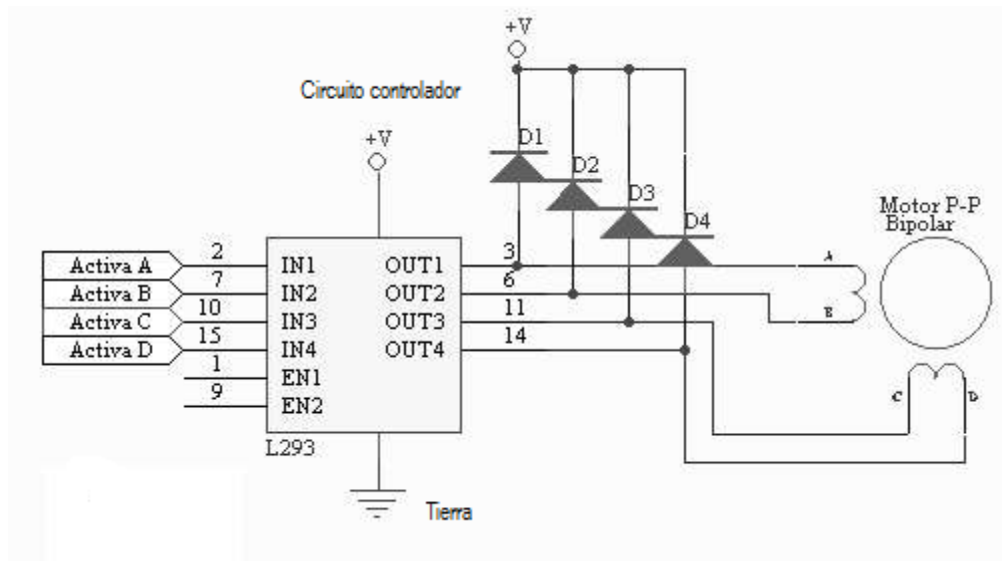 +V
Circuito controlador
+V
D1
D2
D3
D4
Motor P-P
Bipolar
Activa A 2 IN1 OUT1 3 A
Activa B 7 IN2 OUT2 6 B
Activa C 10 IN3 OUT3 11
Activa D 15 IN4 OUT4 14
1 EN1
9 EN2
C D
L293
Tierra